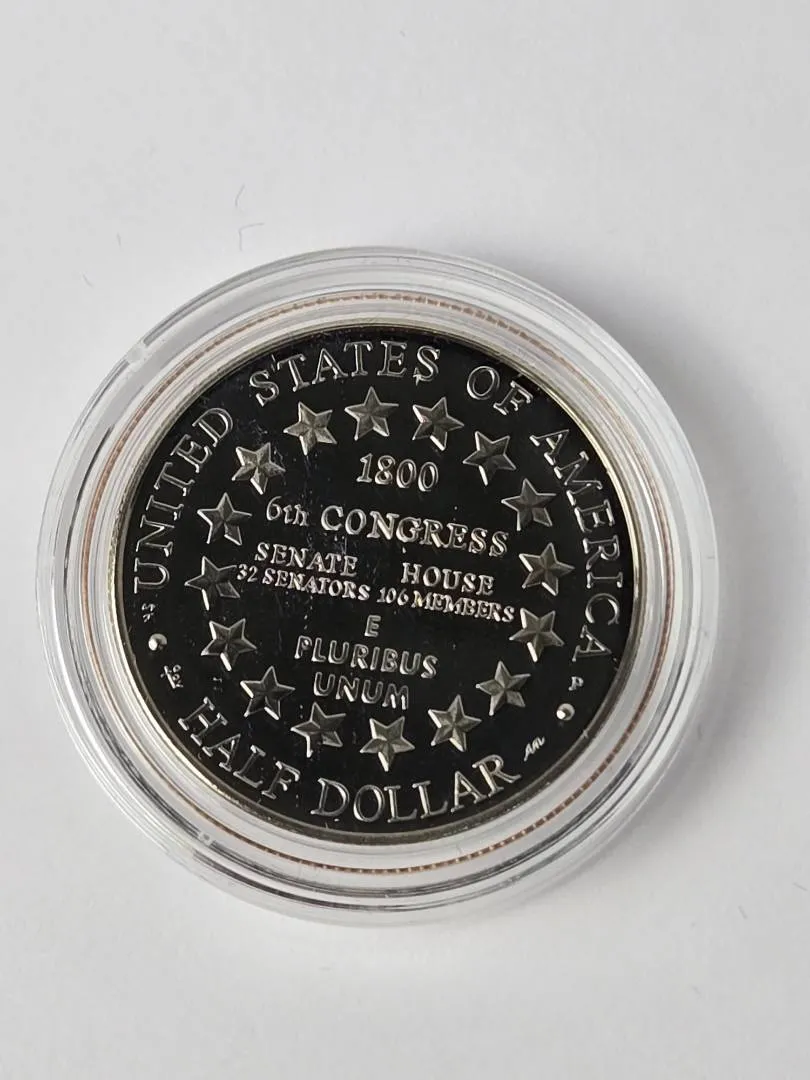 UNITED STATES OF AMERICA
1800
6th CONGRESS
SENATE HOUSE
32 SENATORS 106 MEMBERS
E
PLURIBUS
UNUM
HALF DOLLAR
P